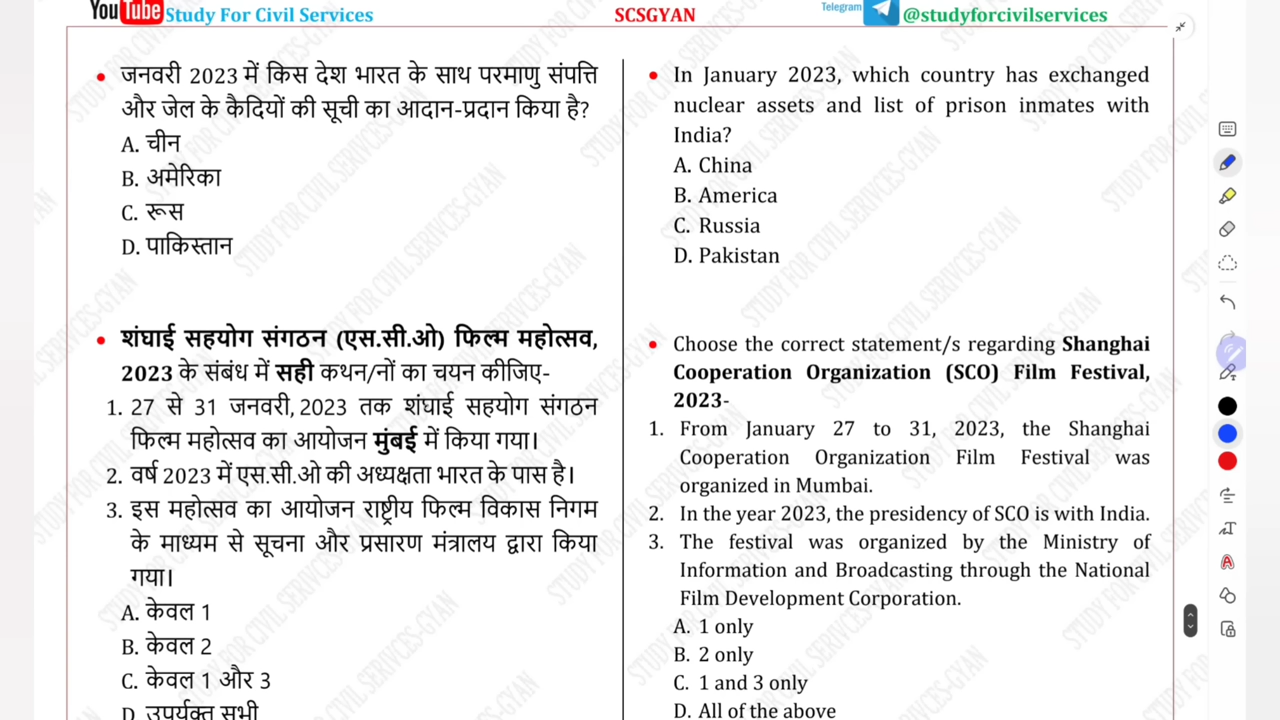 YouTube Study For Civil Services
SCSGYAN
Telegram @studyforcivilservices
• जनवरी 2023 में किस देश भारत के साथ परमाणु संपत्ति
और जेल के कैदियों की सूची का आदान-प्रदान किया है?
A. चीन
B. अमेरिका
C. रूस
D. पाकिस्तान
• शंघाई सहयोग संगठन (एस.सी.ओ) फिल्म महोत्सव,
2023 के संबंध में सही कथन/नों का चयन कीजिए-
1. 27 से 31 जनवरी, 2023 तक शंघाई सहयोग संगठन
फिल्म महोत्सव का आयोजन मुंबई में किया गया।
2. वर्ष 2023 में एस.सी.ओ की अध्यक्षता भारत के पास है।
3. इस महोत्सव का आयोजन राष्ट्रीय फिल्म विकास निगम
के माध्यम से सूचना और प्रसारण मंत्रालय द्वारा किया
गया।
A. केवल 1
B. केवल 2
C. केवल 1 और 3
D. उपर्युक्त सभी
• In January 2023, which country has exchanged
nuclear assets and list of prison inmates with
India?
A. China
B. America
C. Russia
D. Pakistan
• Choose the correct statement/s regarding Shanghai
Cooperation Organization (SCO) Film Festival,
2023-
1. From January 27 to 31, 2023, the Shanghai
Cooperation Organization Film Festival was
organized in Mumbai.
2. In the year 2023, the presidency of SCO is with India.
3. The festival was organized by the Ministry of
Information and Broadcasting through the National
Film Development Corporation.
A. 1 only
B. 2 only
C. 1 and 3 only
D. All of the above
STUDY FOR CIVIL SERIVCES-GYAN